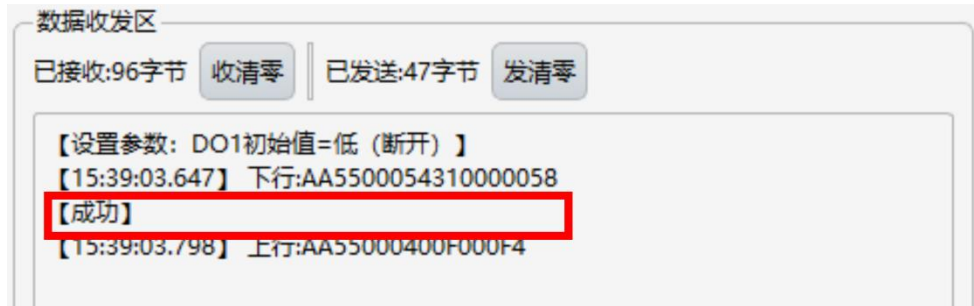 数据收发区
已接收:96字节 收清零 已发送:47字节 发清零
【设置参数：DO1初始值=低（断开）】
【15:39:03.647】 下行:AA5500054310000058
【成功】
【15:39:03.798】 上行:AA55000400F000F4